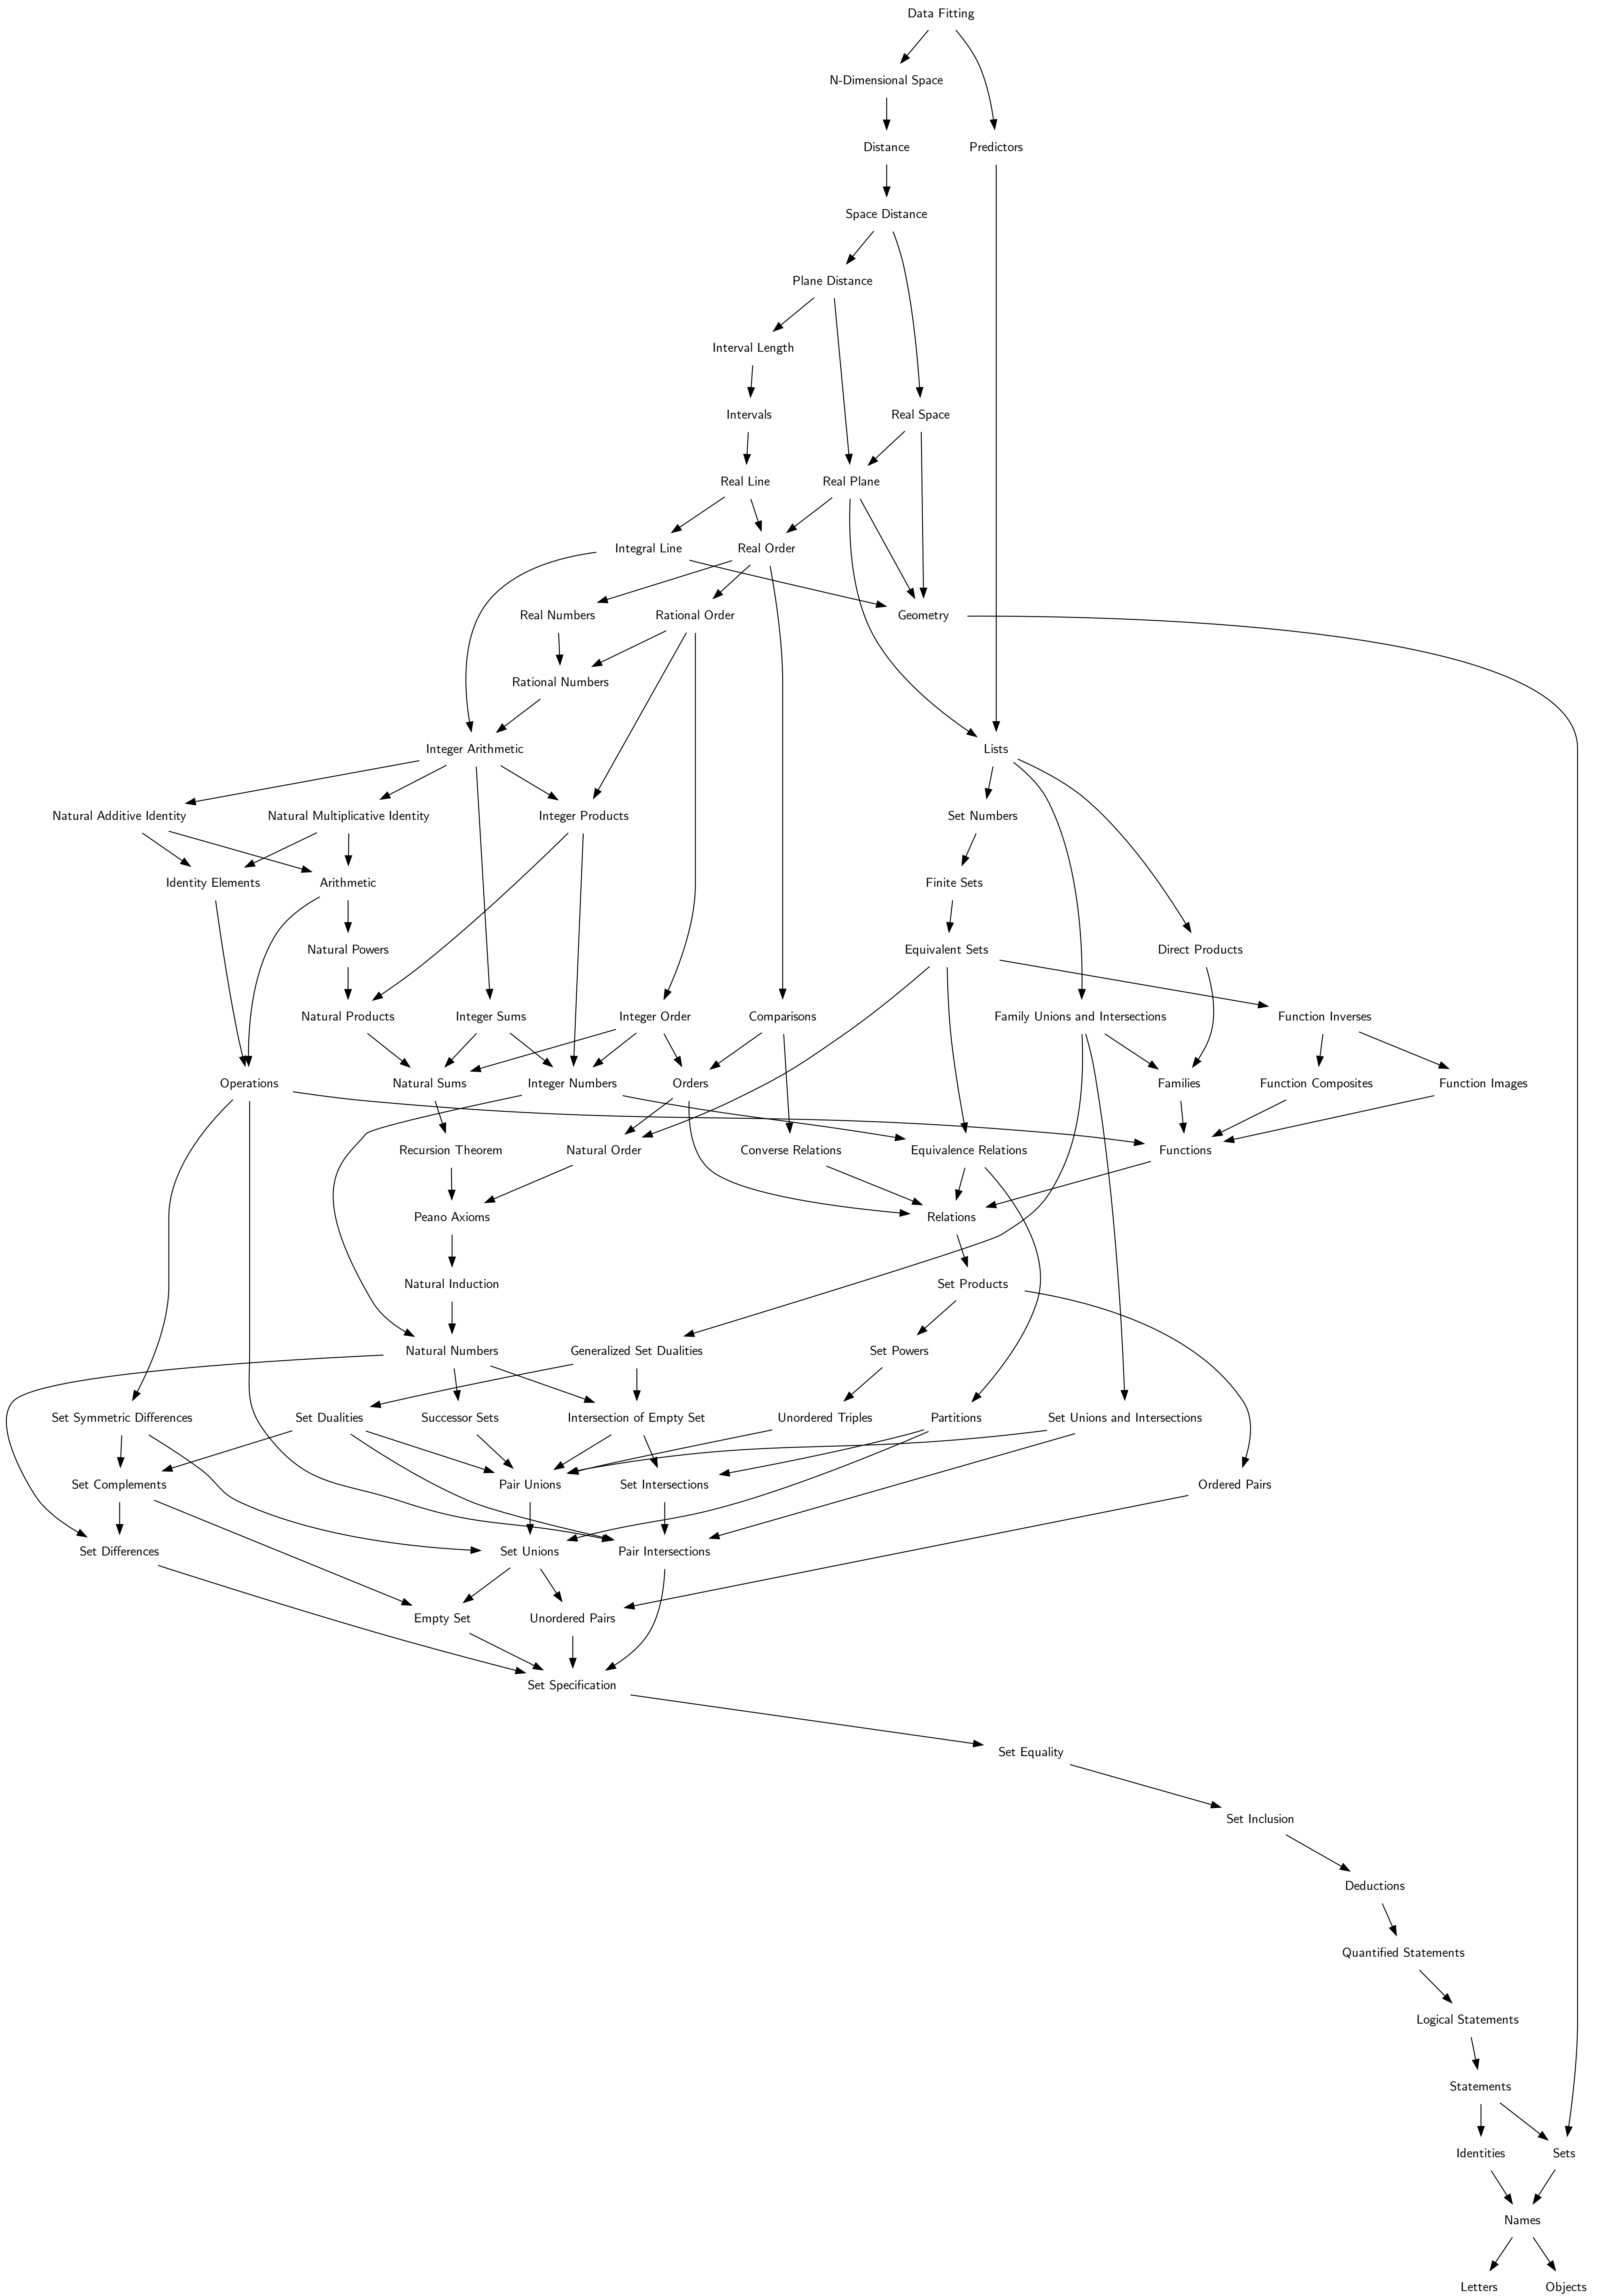 Data Fitting
N-Dimensional Space
Distance
Predictors
Space Distance
Plane Distance
Interval Length
Intervals
Real Space
Real Line
Real Plane
Integral Line
Real Order
Real Numbers
Rational Order
Geometry
Rational Numbers
Integer Arithmetic
Lists
Natural Additive Identity
Natural Multiplicative Identity
Integer Products
Set Numbers
Identity Elements
Arithmetic
Finite Sets
Natural Powers
Equivalent Sets
Direct Products
Natural Products
Integer Sums
Integer Order
Comparisons
Family Unions and Intersections
Function Inverses
Operations
Natural Sums
Integer Numbers
Orders
Families
Function Composites
Function Images
Recursion Theorem
Natural Order
Converse Relations
Equivalence Relations
Functions
Peano Axioms
Relations
Natural Induction
Set Products
Natural Numbers
Generalized Set Dualities
Set Powers
Set Symmetric Differences
Set Dualities
Successor Sets
Intersection of Empty Set
Unordered Triples
Partitions
Set Unions and Intersections
Set Complements
Pair Unions
Set Intersections
Ordered Pairs
Set Differences
Set Unions
Pair Intersections
Empty Set
Unordered Pairs
Set Specification
Set Equality
Set Inclusion
Deductions
Quantified Statements
Logical Statements
Statements
Identities
Sets
Names
Letters
Objects